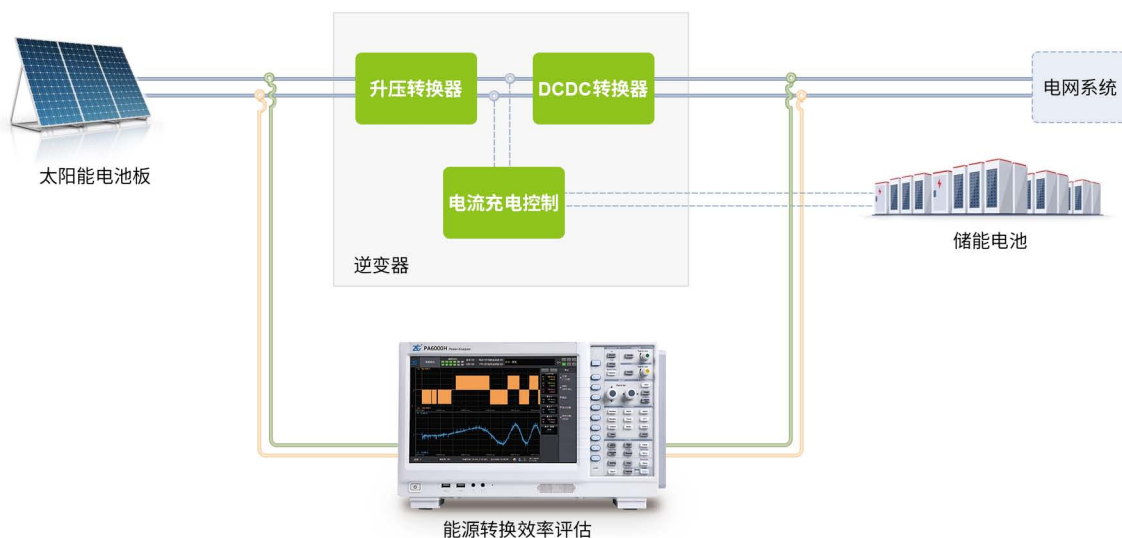 升压转换器
DCDC转换器
电网系统
太阳能电池板
电流充电控制
储能电池
逆变器
PA6000H Power Analyzer
能源转换效率评估